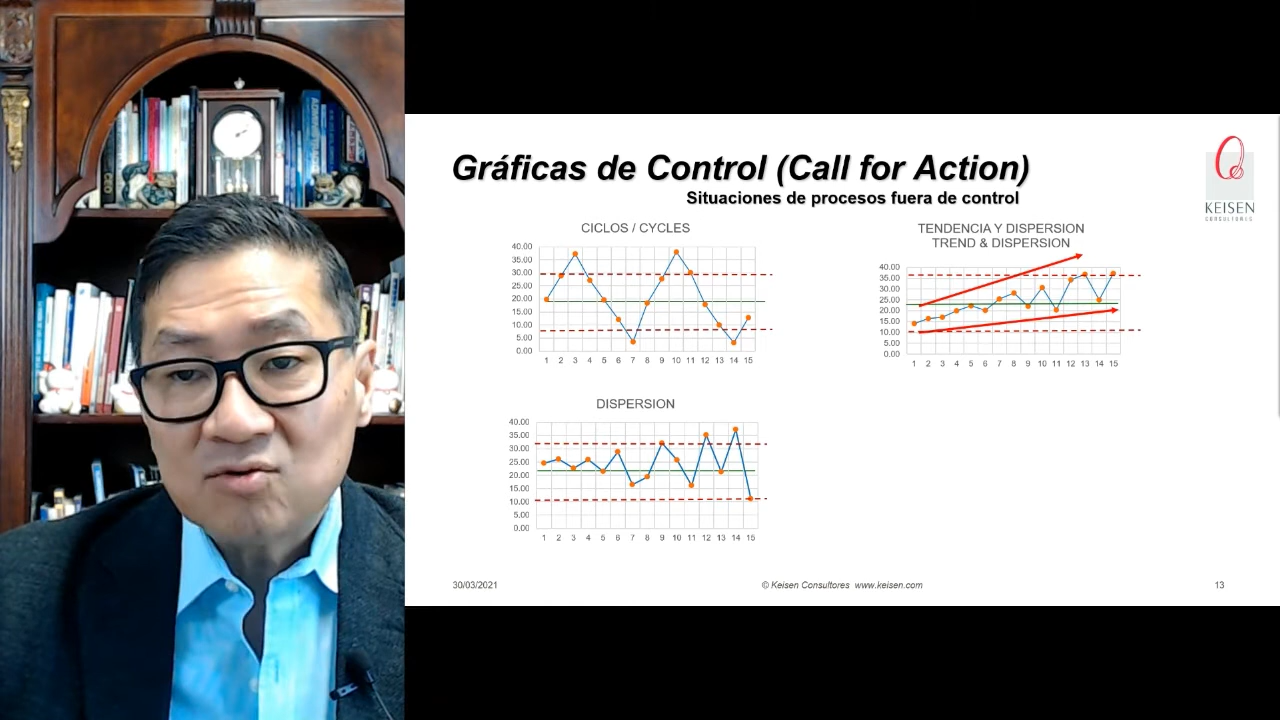 Gráficas de Control (Call for Action)
Situaciones de procesos fuera de control
KEISEN
CONSULTORES
CICLOS / CYCLES
40.00
35.00
30.00
25.00
20.00
15.00
10.00
5.00
0.00
1 2 3 4 5 6 7 8 9 10 11 12 13 14 15
TENDENCIA Y DISPERSION
TREND & DISPERSION
40.00
35.00
30.00
25.00
20.00
15.00
10.00
5.00
0.00
1 2 3 4 5 6 7 8 9 10 11 12 13 14 15
DISPERSION
40.00
35.00
30.00
25.00
20.00
15.00
10.00
5.00
0.00
1 2 3 4 5 6 7 8 9 10 11 12 13 14 15
30/03/2021
© Keisen Consultores www.keisen.com
13